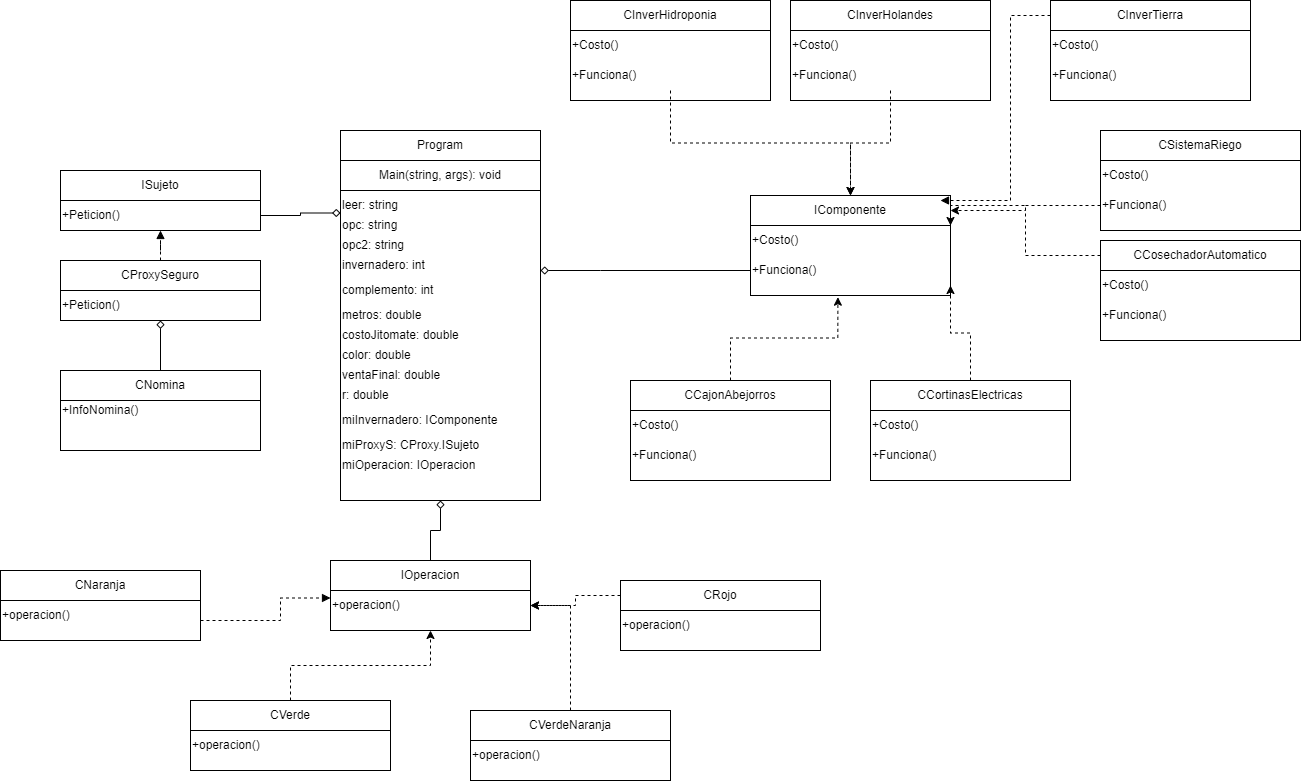 CInverHidroponia
+Costo()
+Funciona()
CInverHolandes
+Costo()
+Funciona()
CInverTierra
+Costo()
+Funciona()
Program
Main(string, args): void
leer: string
opc: string
opc2: string
invernadero: int
complemento: int
metros: double
costoJitomate: double
color: double
ventaFinal: double
r: double
miInvernadero: IComponente
miProxyS: CProxy.ISujeto
miOperacion: IOperacion
ISujeto
+Peticion()
CProxySeguro
+Peticion()
CNomina
+InfoNomina()
IComponente
+Costo()
+Funciona()
CSistemaRiego
+Costo()
+Funciona()
CCosechadorAutomatico
+Costo()
+Funciona()
CCajonAbejorros
+Costo()
+Funciona()
CCortinasElectricas
+Costo()
+Funciona()
IOperacion
+operacion()
CNaranja
+operacion()
CRojo
+operacion()
CVerde
+operacion()
CVerdeNaranja
+operacion()